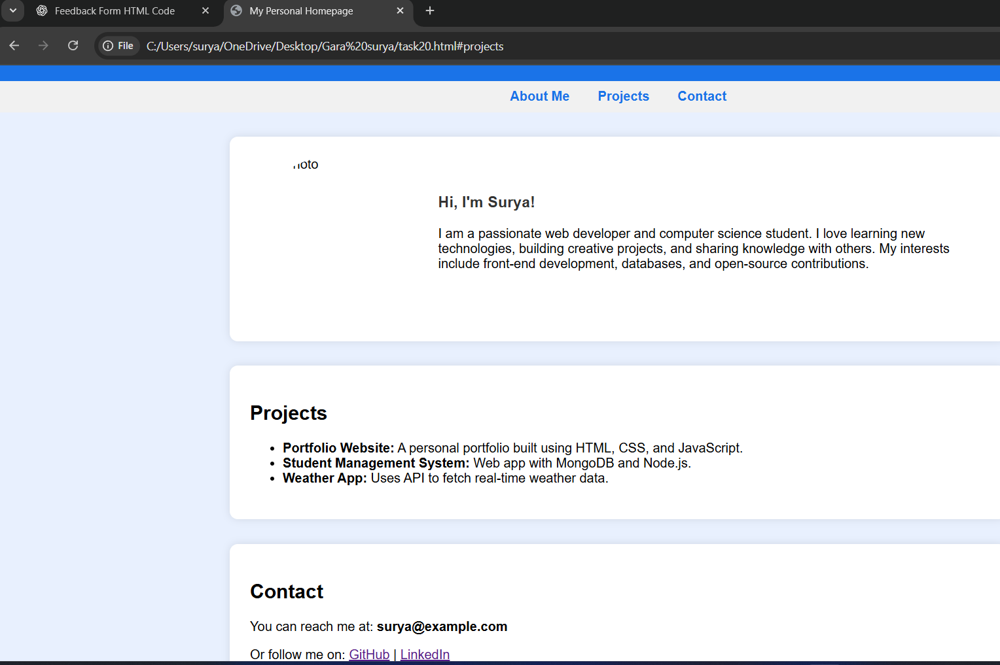 Feedback Form HTML Code
My Personal Homepage
File C:/Users/surya/OneDrive/Desktop/Gara%20surya/task20.html#projects
About Me Projects Contact
Hi, I'm Surya!
I am a passionate web developer and computer science student. I love learning new
technologies, building creative projects, and sharing knowledge with others. My interests
include front-end development, databases, and open-source contributions.
Projects
• Portfolio Website: A personal portfolio built using HTML, CSS, and JavaScript.
• Student Management System: Web app with MongoDB and Node.js.
• Weather App: Uses API to fetch real-time weather data.
Contact
You can reach me at: surya@example.com
Or follow me on: GitHub | LinkedIn